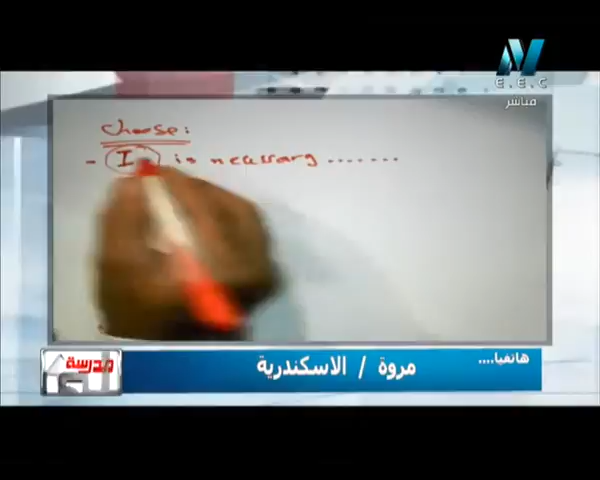 E.E.C
مباشر
choose:
- I is necessary .......
هاتفيا....
مروة / الاسكندرية
مدرسة